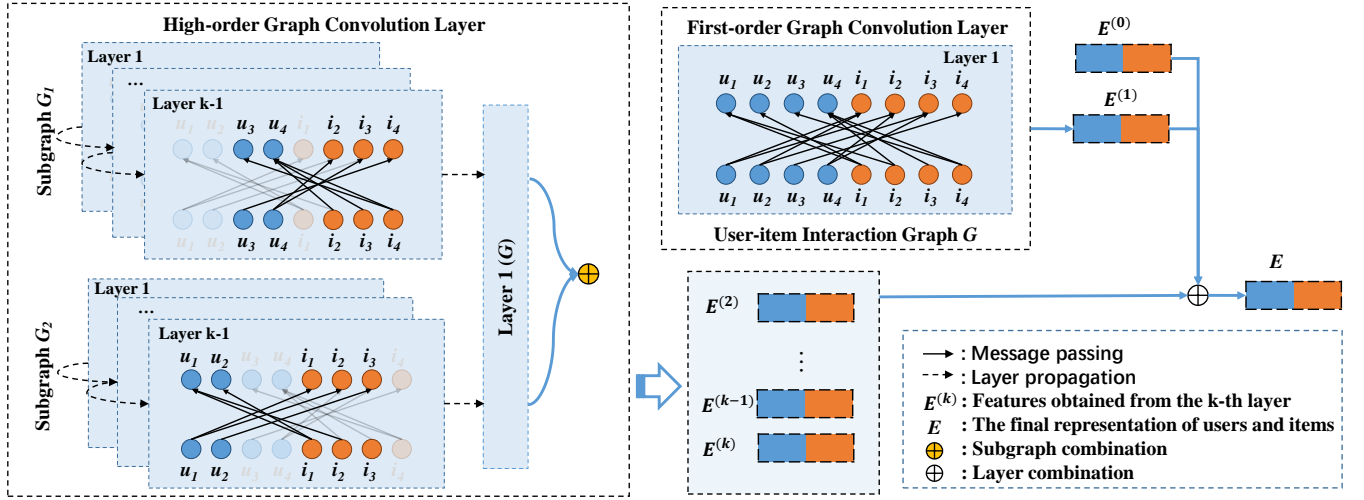 High-order Graph Convolution Layer
Subgraph G1
Layer 1
...
Layer k-1
u1 u2 u3 u4 i1 i2 i3 i4
u1 u2 u3 u4 i1 i2 i3 i4
Subgraph G2
Layer 1
...
Layer k-1
u1 u2 u3 u4 i1 i2 i3 i4
u1 u2 u3 u4 i1 i2 i3 i4
Layer 1 (G)
First-order Graph Convolution Layer
Layer 1
u1 u2 u3 u4 i1 i2 i3 i4
u1 u2 u3 u4 i1 i2 i3 i4
User-item Interaction Graph G
E(0)
E(1)
E(2)
⋮
E(k−1)
E(k)
E
: Message passing
: Layer propagation
E(k) : Features obtained from the k-th layer
E : The final representation of users and items
: Subgraph combination
: Layer combination